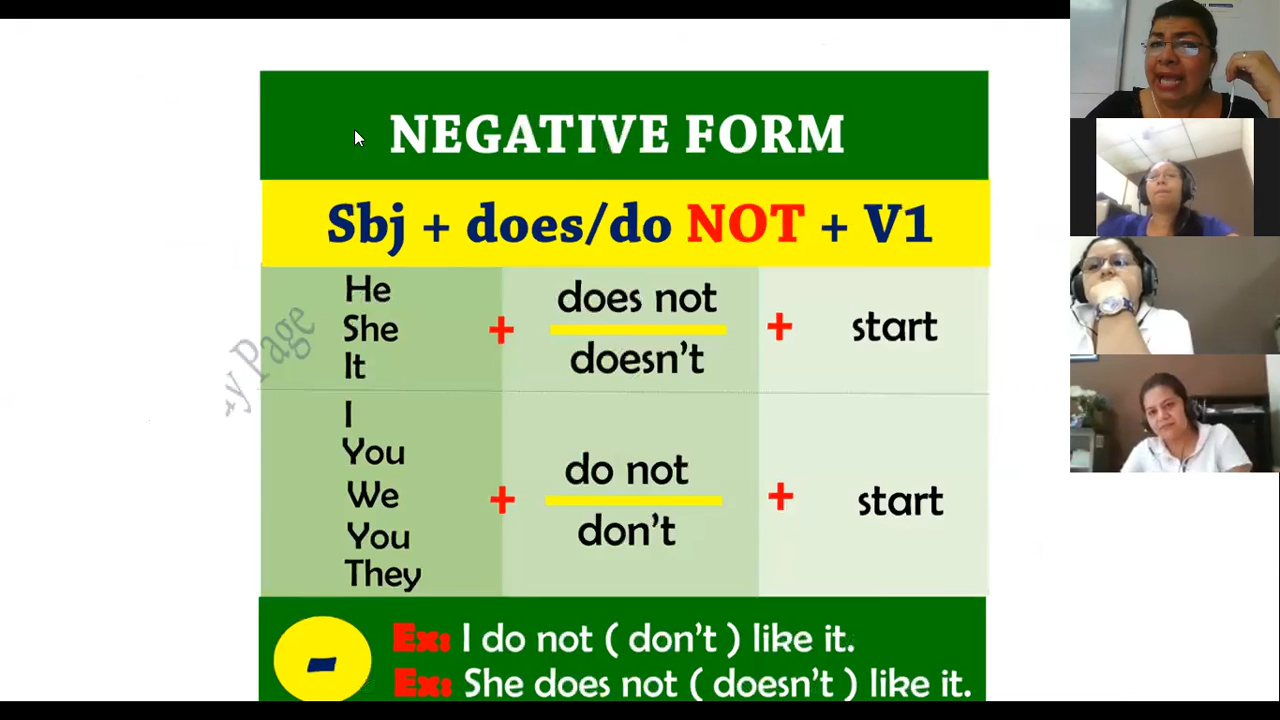 NEGATIVE FORM
Sbj + does/do NOT + V1
He
She
It
+
does not
doesn't
+
start
y Page
I
You
We
You
They
+
do not
don't
+
start
-
Ex: I do not ( don't ) like it.
Ex: She does not ( doesn't ) like it.